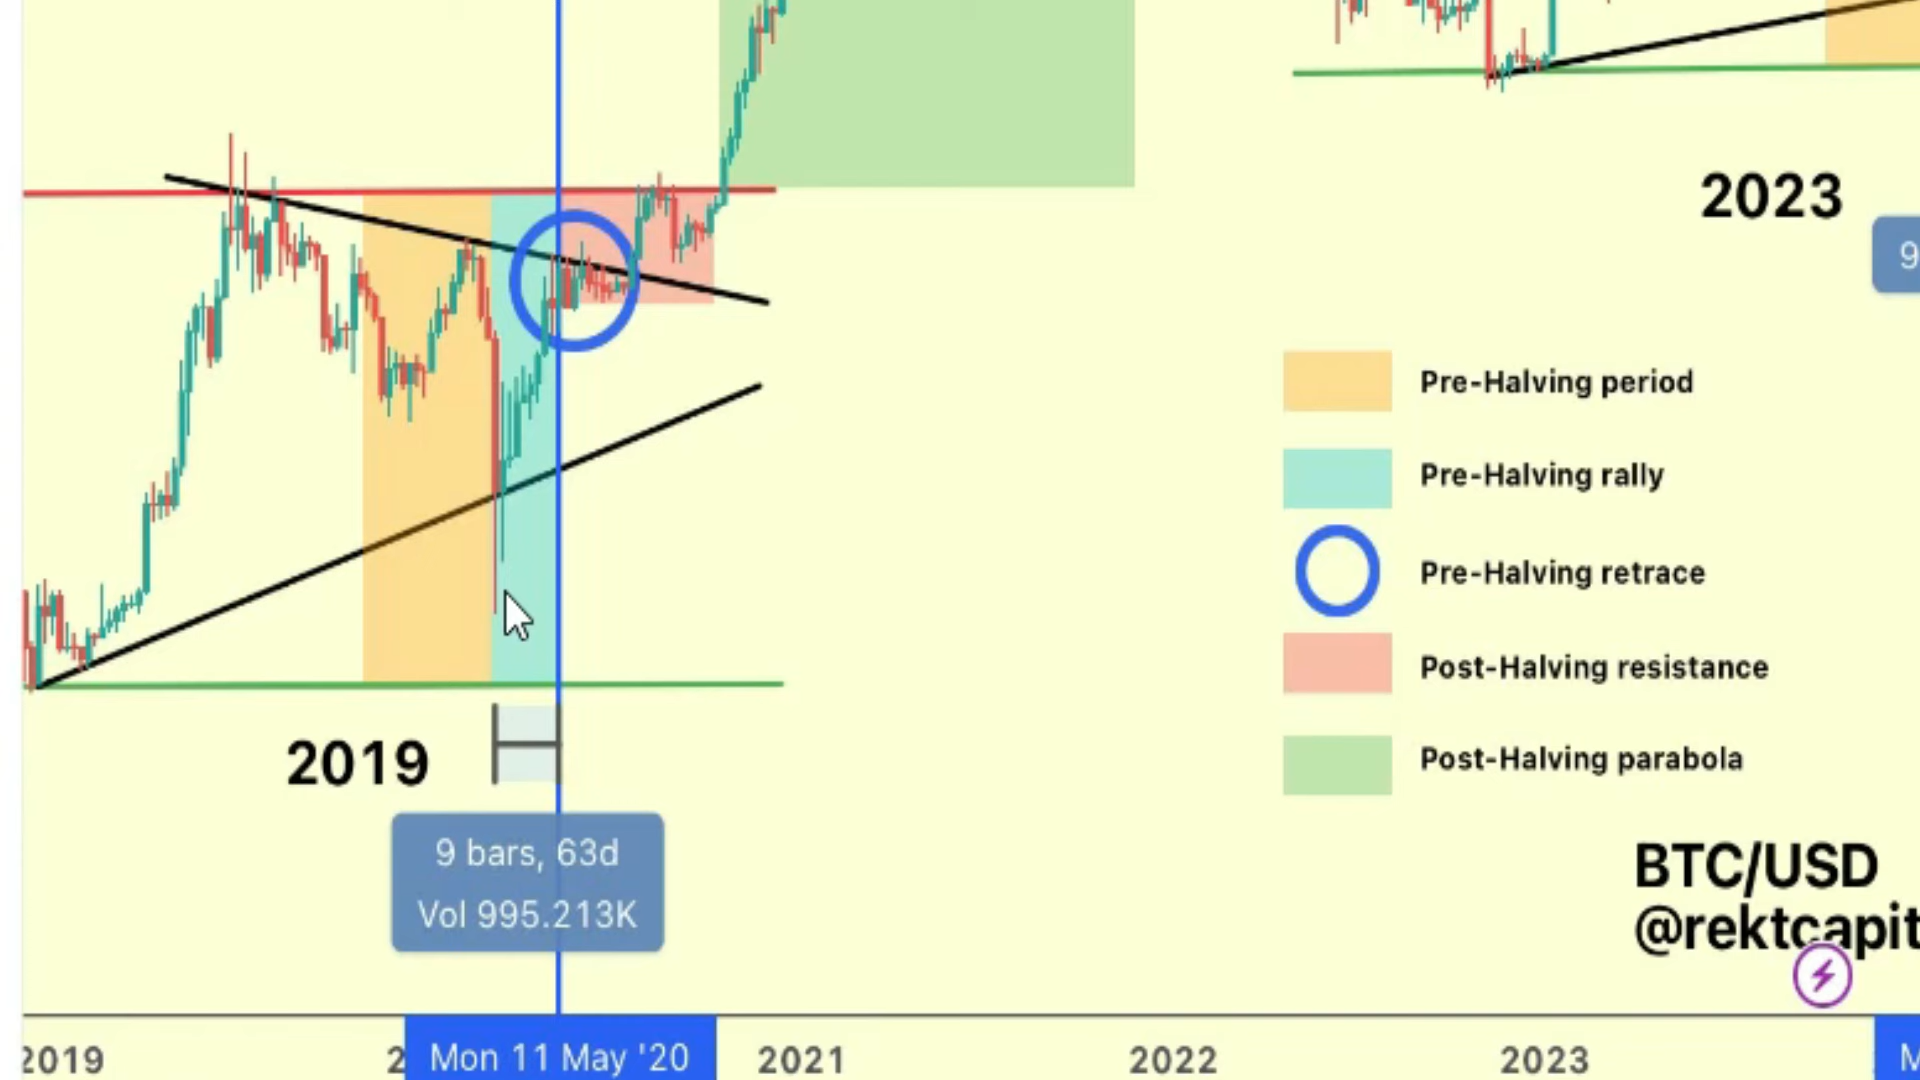 2023
9
Pre-Halving period
Pre-Halving rally
Pre-Halving retrace
Post-Halving resistance
Post-Halving parabola
2019
9 bars, 63d
Vol 995.213K
BTC/USD
@rektcapit
2019
2
Mon 11 May '20
2021
2022
2023
M